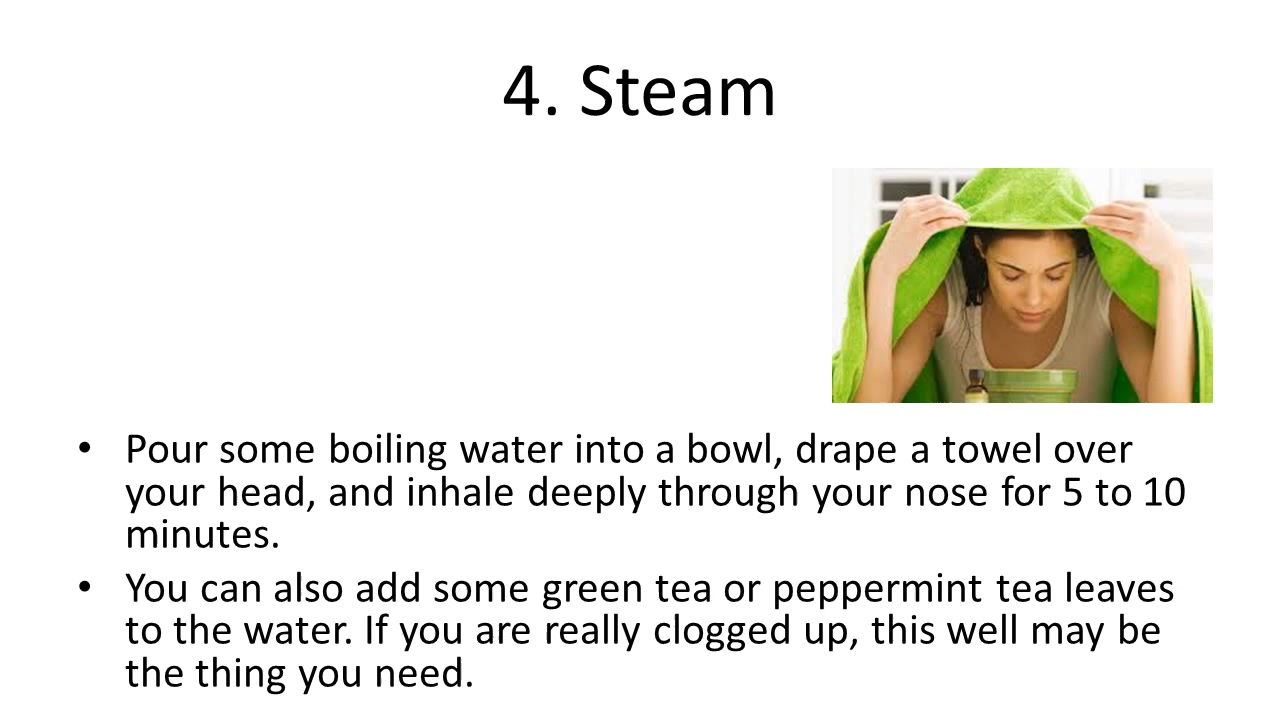 4. Steam
• Pour some boiling water into a bowl, drape a towel over
your head, and inhale deeply through your nose for 5 to 10
minutes.
• You can also add some green tea or peppermint tea leaves
to the water. If you are really clogged up, this well may be
the thing you need.